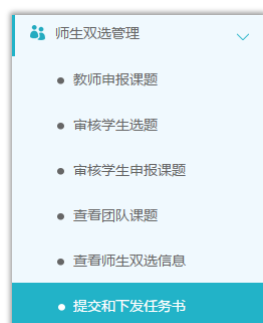 师生双选管理
教师申报课题
审核学生选题
审核学生申报课题
查看团队课题
查看师生双选信息
提交和下发任务书